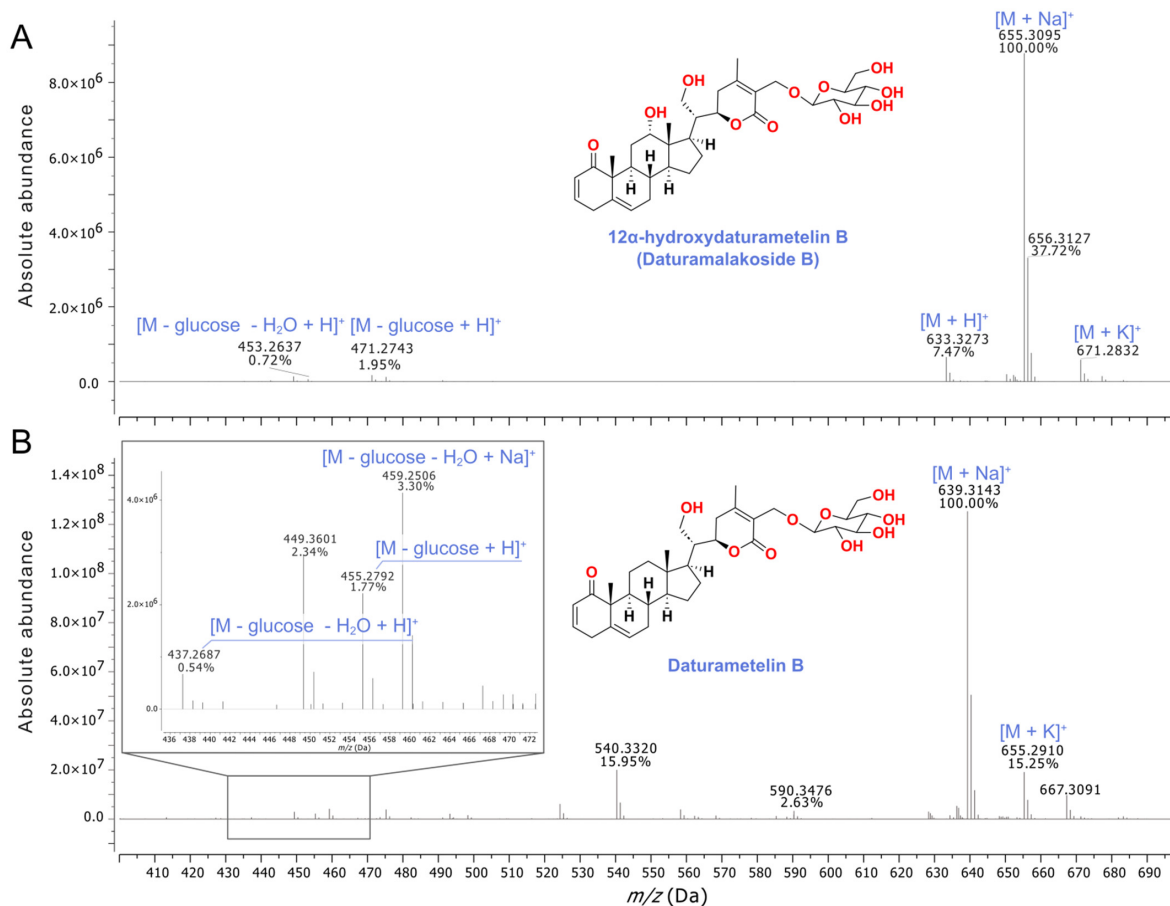 A
[M + Na]⁺
655.3095
100.00%
8.0×10⁶
6.0×10⁶
4.0×10⁶
2.0×10⁶
0.0
Absolute abundance
OH
OH
O
OH
O
O
OH
OH
OH
O
O
H
H
H
H
12α-hydroxydaturametelin B
(Daturamalakoside B)
656.3127
37.72%
[M - glucose - H₂O + H]⁺
453.2637
0.72%
[M - glucose + H]⁺
471.2743
1.95%
[M + H]⁺
633.3273
7.47%
[M + K]⁺
671.2832
B
1.4×10⁸
1.2×10⁸
1.0×10⁸
8.0×10⁷
6.0×10⁷
4.0×10⁷
2.0×10⁷
0.0
Absolute abundance
[M - glucose - H₂O + Na]⁺
459.2506
3.30%
4.0×10⁶
2.0×10⁶
0.0
449.3601
2.34%
[M - glucose + H]⁺
455.2792
1.77%
[M - glucose - H₂O + H]⁺
437.2687
0.54%
436 438 440 442 444 446 448 450 452 454 456 458 460 462 464 466 468 470 472
m/z (Da)
OH
O
OH
O
O
OH
OH
OH
O
O
H
H
H
H
Daturametelin B
[M + Na]⁺
639.3143
100.00%
540.3320
15.95%
590.3476
2.63%
[M + K]⁺
655.2910
15.25%
667.3091
410 420 430 440 450 460 470 480 490 500 510 520 530 540 550 560 570 580 590 600 610 620 630 640 650 660 670 680 690
m/z (Da)